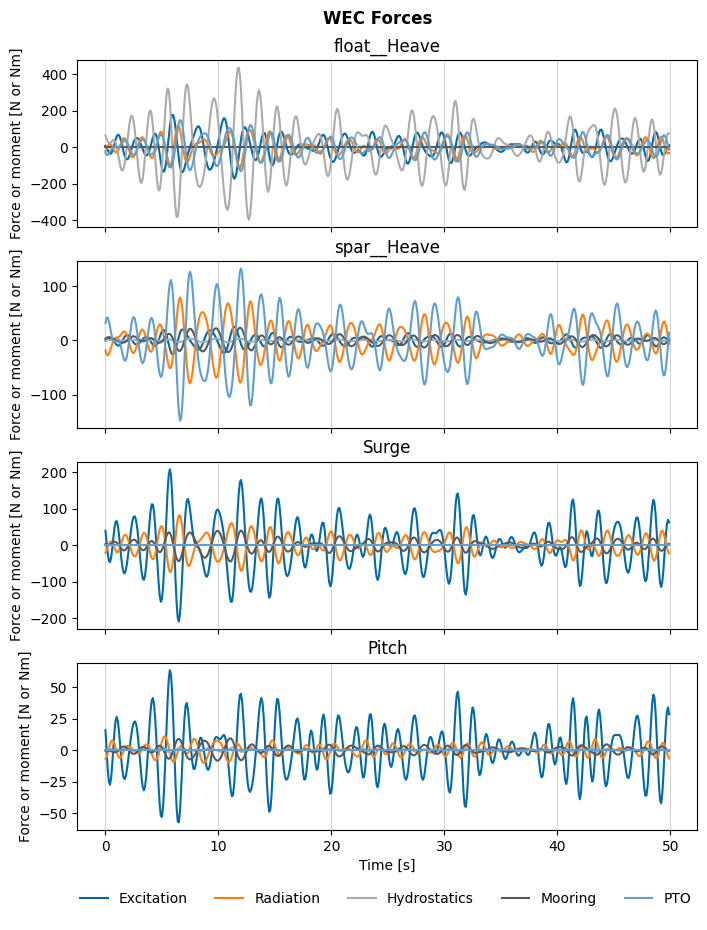 WEC Forces
float__Heave
Force or moment [N or Nm]
400
200
0
−200
−400
spar__Heave
Force or moment [N or Nm]
100
0
−100
Surge
Force or moment [N or Nm]
200
100
0
−100
−200
Pitch
Force or moment [N or Nm]
50
25
0
−25
−50
0 10 20 30 40 50
Time [s]
Excitation Radiation Hydrostatics Mooring PTO